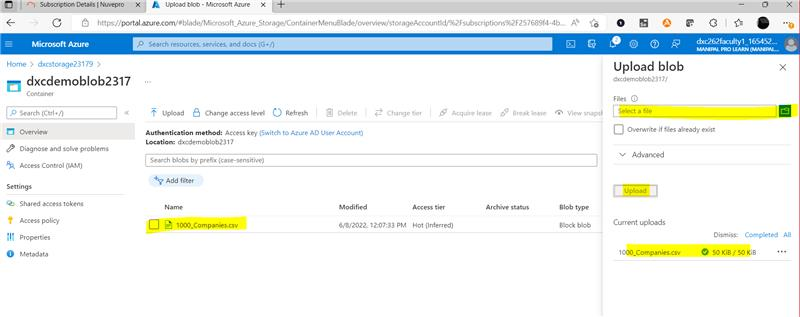 Subscription Details | Nuvepro
Upload blob - Microsoft Azure
https://portal.azure.com/#blade/Microsoft_Azure_Storage/ContainerMenuBlade/overview/storageAccountId/%2Fsubscriptions%2F257689f4-4b...
Microsoft Azure
Search resources, services, and docs (G+/)
dxc262faculty1_165452...
MANIPAL PRO LEARN (MANIPAL...
Home > dxcstorage23179 >
dxcdemoblob2317 ...
Container
Search (Ctrl+/)
Overview
Diagnose and solve problems
Access Control (IAM)
Settings
Shared access tokens
Access policy
Properties
Metadata
Upload Change access level Refresh Delete Change tier Acquire lease Break lease View snapsh
Authentication method: Access key (Switch to Azure AD User Account)
Location: dxcdemoblob2317
Search blobs by prefix (case-sensitive)
Add filter
Name Modified Access tier Archive status Blob type
1000_Companies.csv 6/8/2022, 12:07:33 PM Hot (Inferred) Block blob
Upload blob
dxcdemoblob2317/
Files
Select a file
Overwrite if files already exist
Advanced
Upload
Current uploads
Dismiss: Completed All
1000_Companies.csv 50 KiB / 50 KiB ...